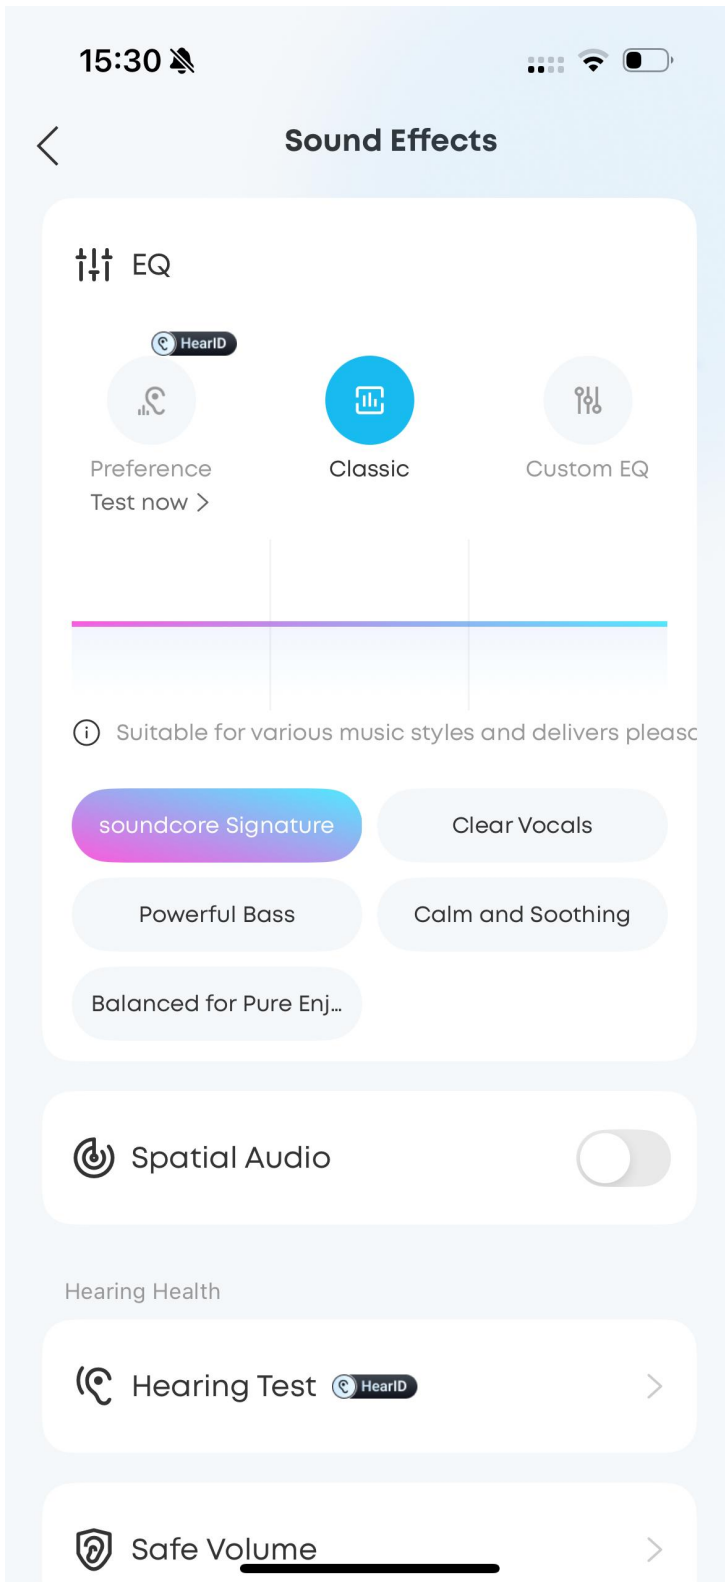 15:30
Sound Effects
EQ
HearID
Preference
Classic
Custom EQ
Test now >
Suitable for various music styles and delivers pleasa
soundcore Signature
Clear Vocals
Powerful Bass
Calm and Soothing
Balanced for Pure Enj...
Spatial Audio
Hearing Health
Hearing Test HearID
Safe Volume